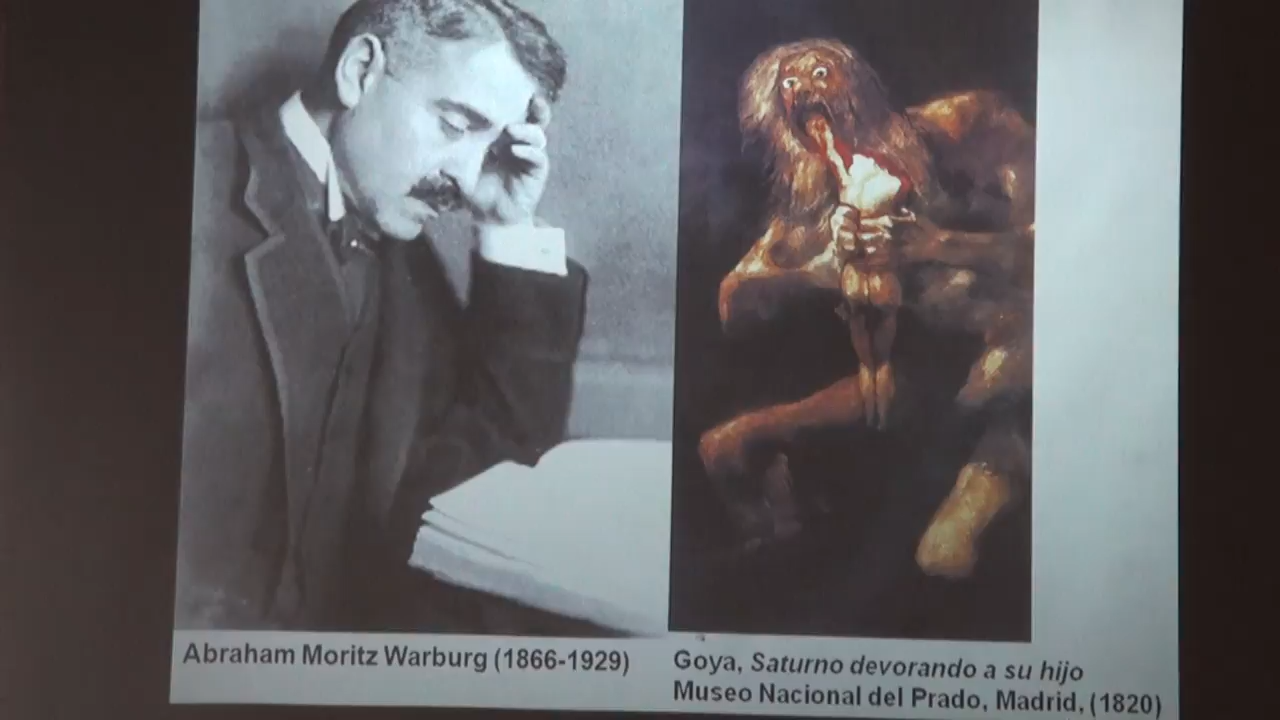 Abraham Moritz Warburg (1866-1929)
Goya, Saturno devorando a su hijo
Museo Nacional del Prado, Madrid, (1820)